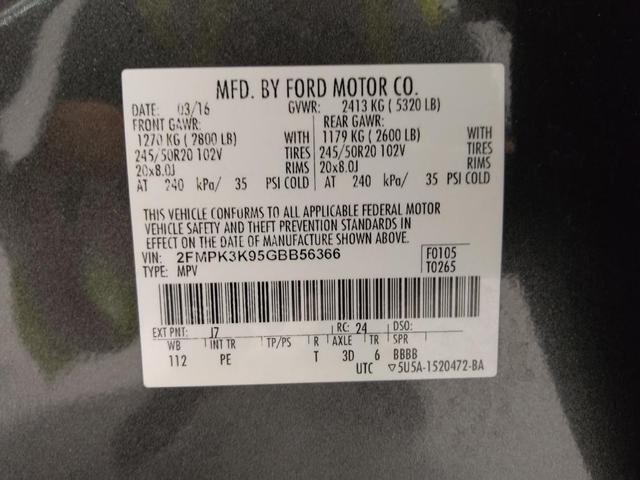 MFD. BY FORD MOTOR CO.
DATE: 03/16 GVWR: 2413 KG ( 5320 LB)
FRONT GAWR: REAR GAWR:
1270 KG ( 2800 LB) WITH 1179 KG ( 2600 LB) WITH
245/50R20 102V TIRES 245/50R20 102V TIRES
20x8.0J RIMS 20x8.0J RIMS
AT 240 kPa/ 35 PSI COLD AT 240 kPa/ 35 PSI COLD
THIS VEHICLE CONFORMS TO ALL APPLICABLE FEDERAL MOTOR
VEHICLE SAFETY AND THEFT PREVENTION STANDARDS IN
EFFECT ON THE DATE OF MANUFACTURE SHOWN ABOVE.
VIN: 2FMPK3K95GBB56366 F0105
TYPE: MPV T0265
EXT PNT: J7 RC: 24 DSO:
WB INT TR TP/PS R AXLE TR SPR
112 PE T 3D 6 BBBB
UTC ▽5U5A-1520472-BA